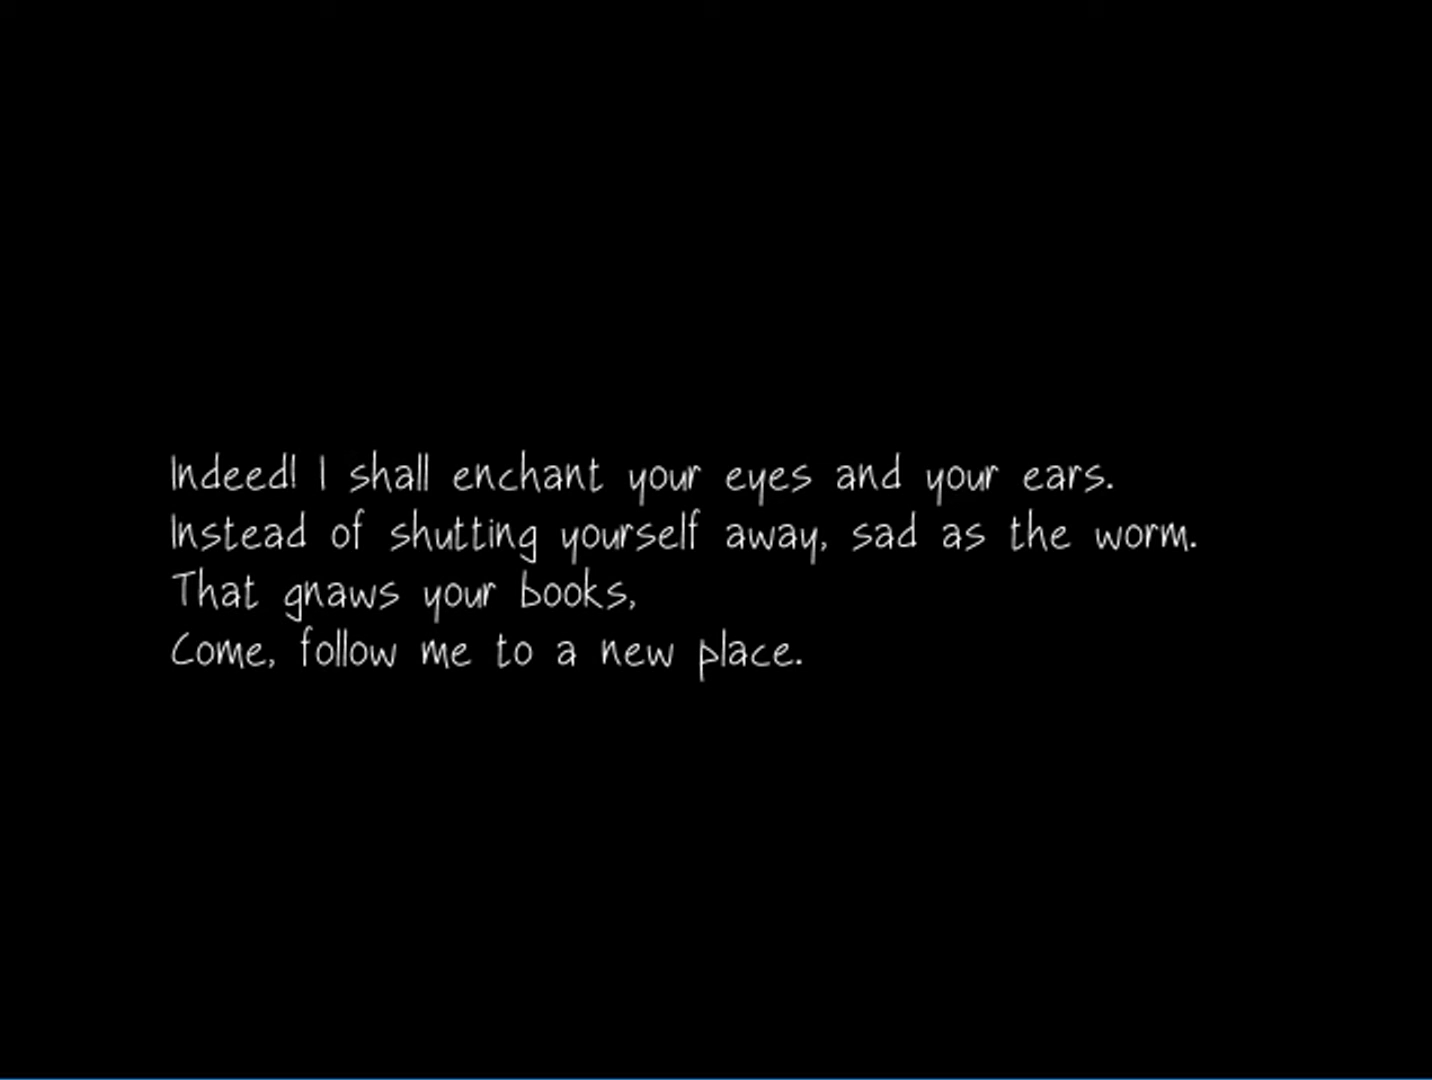 Indeed! I shall enchant your eyes and your ears.
Instead of shutting yourself away, sad as the worm.
That gnaws your books,
Come, follow me to a new place.